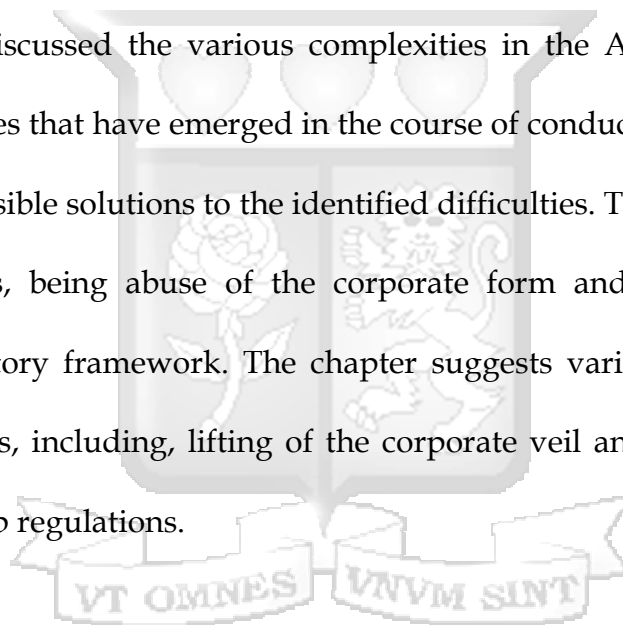 iscussed the various complexities in the A
es that have emerged in the course of conduc
sible solutions to the identified difficulties. T
s, being abuse of the corporate form and
tory framework. The chapter suggests vari
s, including, lifting of the corporate veil an
p regulations.
VT OMNES VNVM SINT